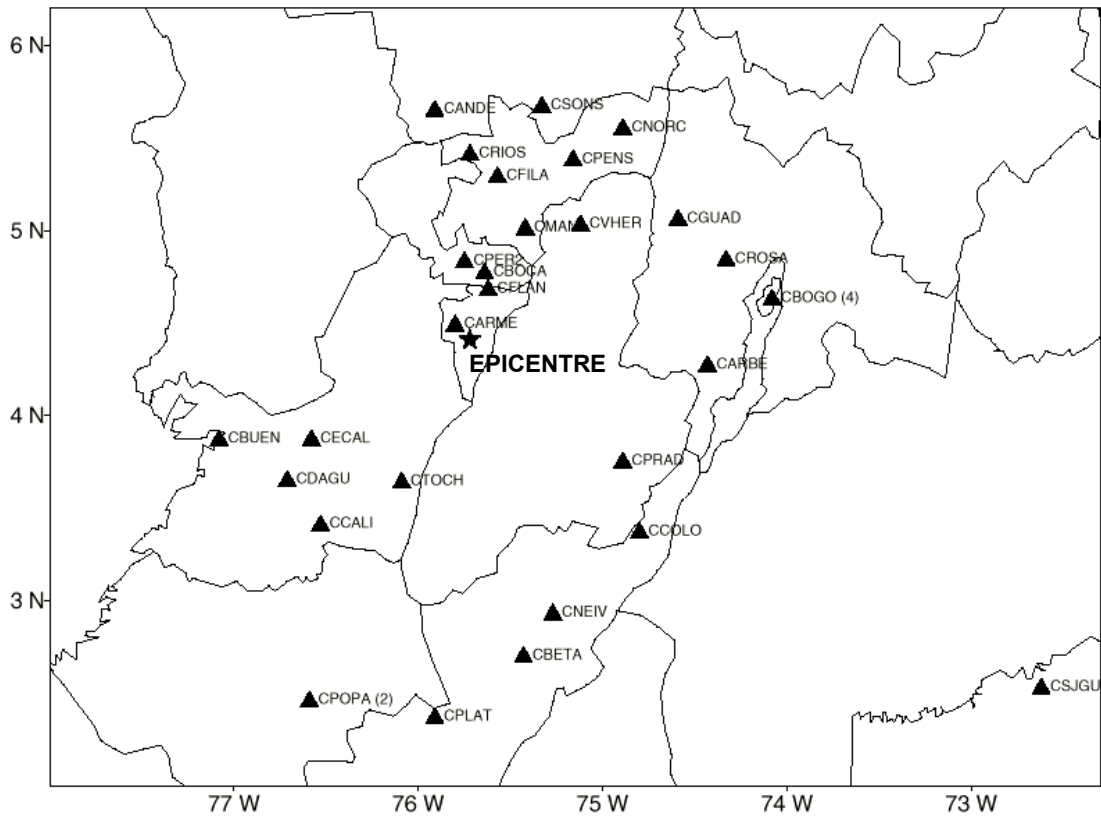 6 N
CANDE
CSONS
CNORC
CRIOS
CPENS
CFILA
5 N
CMAN
CVHER
CGUAD
CPER2
CBOCA
CROSA
CFLAN
CBOGO (4)
CARME
EPICENTRE
CARBE
4 N
CBUEN
CECAL
CDAGU
CTOCH
CPRAD
CCALI
CCOLO
3 N
CNEIV
CBETA
CSJGU
CPOPA (2)
CPLAT
77 W
76 W
75 W
74 W
73 W